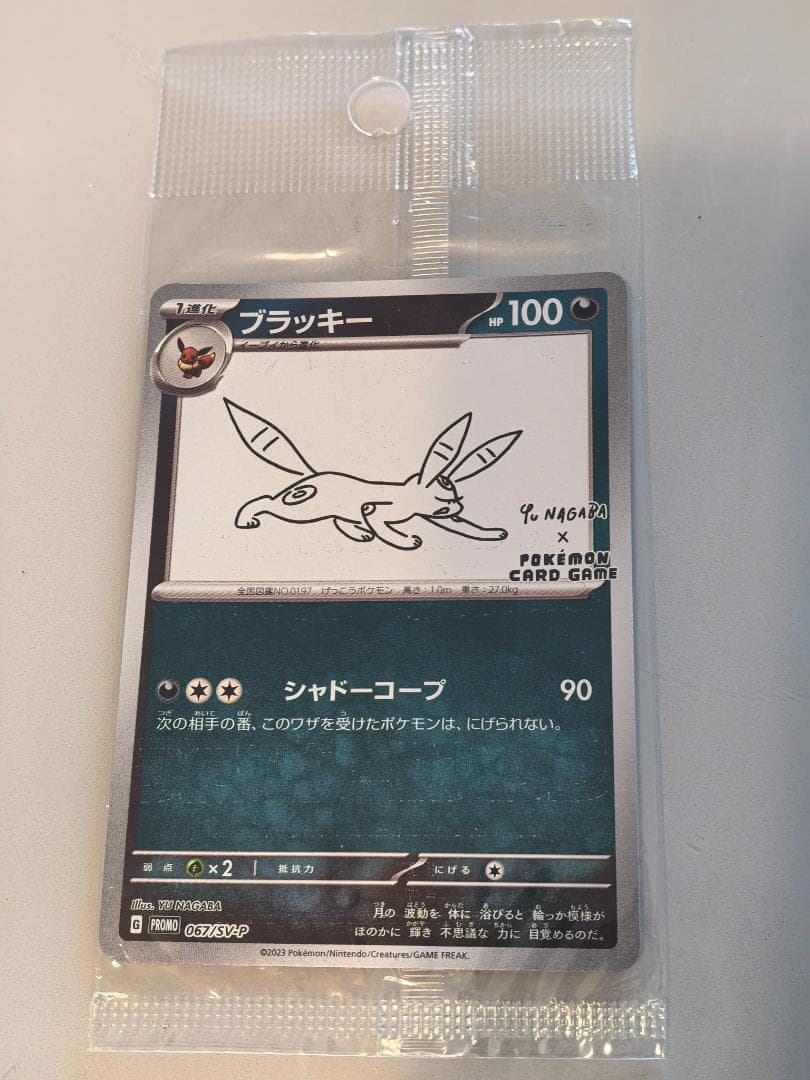 1進化
ブラッキー
HP 100
イーブイから進化
Yu NAGABA
×
POKÉMON
CARD GAME
全国図鑑NO.0197 げっこうポケモン 高さ：1.0m 重さ：27.0kg
シャドーコープ 90
次の相手の番、このワザを受けたポケモンは、にげられない。
弱点 ×2 抵抗力 にげる
Illus. YU NAGABA
月の 波動を 体に 浴びると 輪っか模様が
G PROMO 067/SV-P
ほのかに 輝き 不思議な 力に 目覚めるのだ。
©2023 Pokémon/Nintendo/Creatures/GAME FREAK.